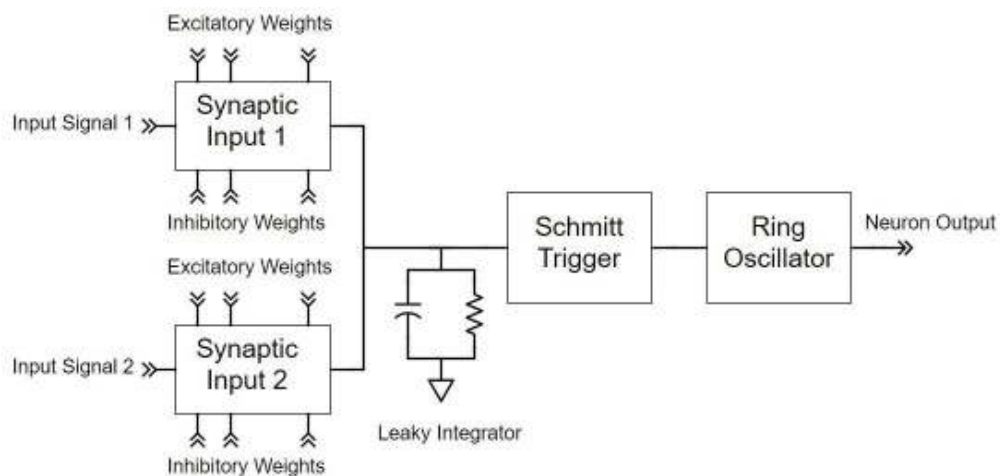 Excitatory Weights
Input Signal 1
Synaptic
Input 1
Inhibitory Weights
Excitatory Weights
Input Signal 2
Synaptic
Input 2
Inhibitory Weights
Leaky Integrator
Schmitt
Trigger
Ring
Oscillator
Neuron Output